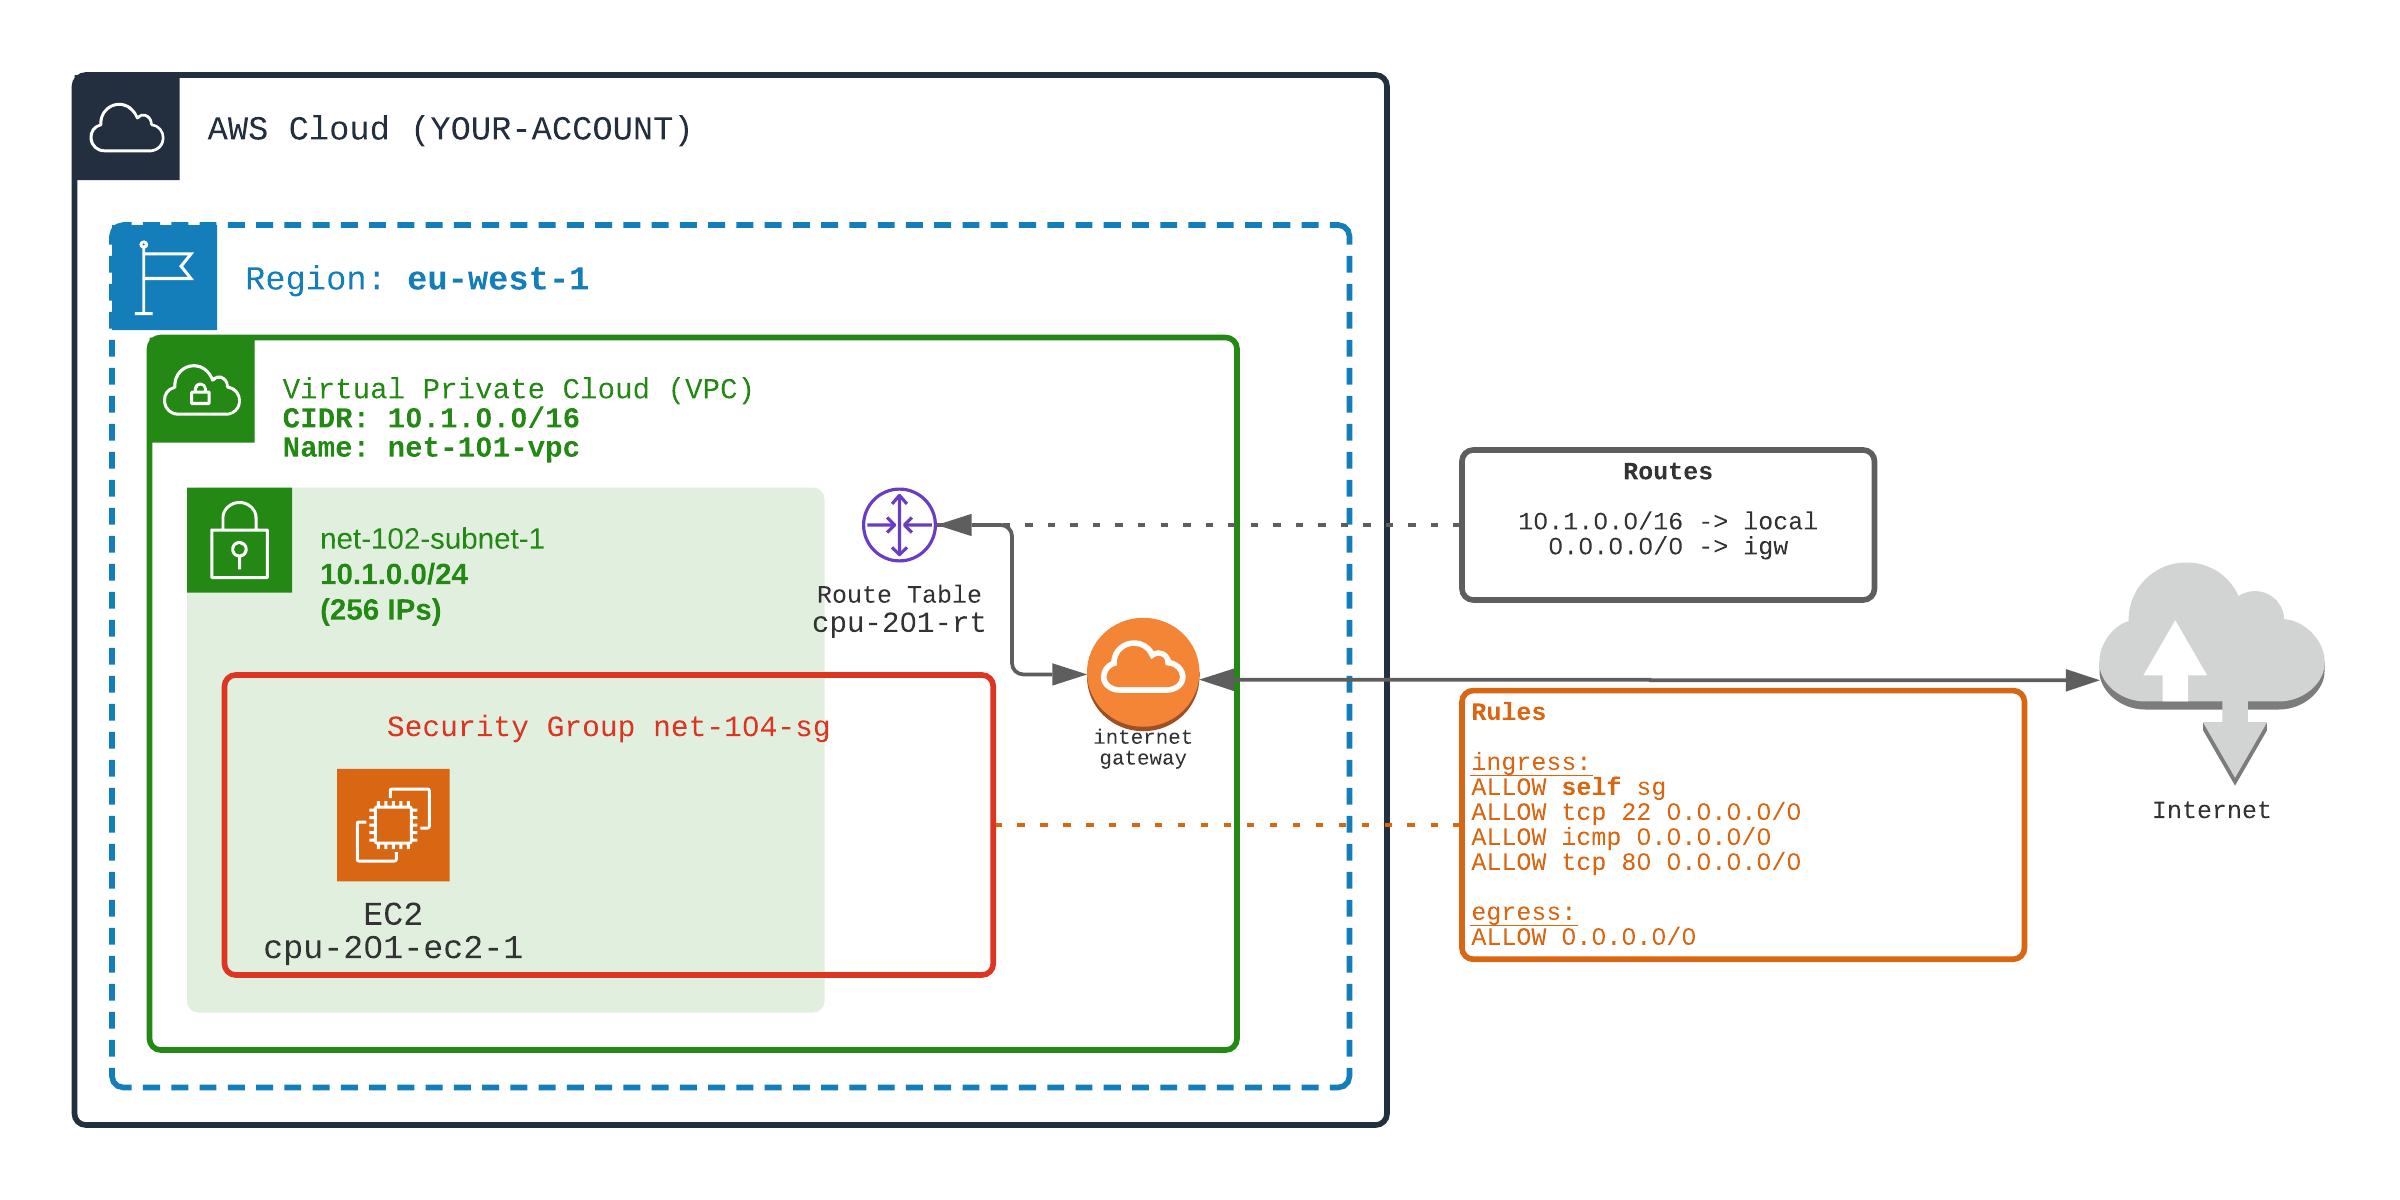 AWS Cloud (YOUR-ACCOUNT)
Region: eu-west-1
Virtual Private Cloud (VPC)
CIDR: 10.1.0.0/16
Name: net-101-vpc
net-102-subnet-1
10.1.0.0/24
(256 IPs)
Route Table
cpu-201-rt
internet
gateway
Security Group net-104-sg
EC2
cpu-201-ec2-1
Routes
10.1.0.0/16 -> local
0.0.0.0/0 -> igw
Rules
ingress:
ALLOW self sg
ALLOW tcp 22 0.0.0.0/0
ALLOW icmp 0.0.0.0/0
ALLOW tcp 80 0.0.0.0/0
egress:
ALLOW 0.0.0.0/0
Internet